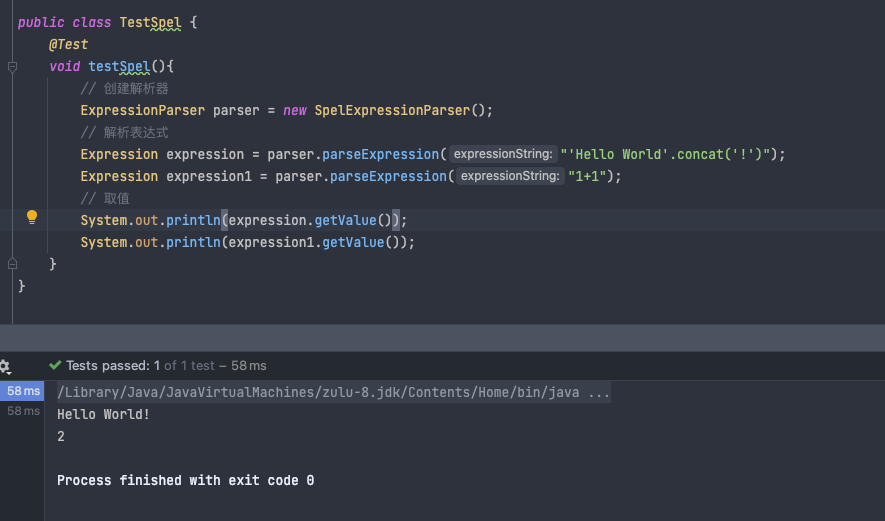 public class TestSpel {
@Test
void testSpel(){
// 创建解析器
ExpressionParser parser = new SpelExpressionParser();
// 解析表达式
Expression expression = parser.parseExpression( expressionString: "'Hello World'.concat('!')");
Expression expression1 = parser.parseExpression( expressionString: "1+1");
// 取值
System.out.println(expression.getValue());
System.out.println(expression1.getValue());
}
}
Tests passed: 1 of 1 test – 58 ms
58 ms /Library/Java/JavaVirtualMachines/zulu-8.jdk/Contents/Home/bin/java ...
58 ms Hello World!
2
Process finished with exit code 0